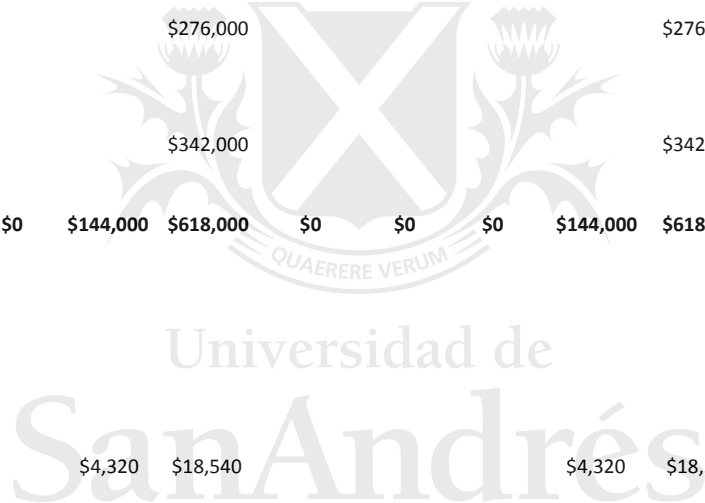 $276,000 $276
$342,000 $342
$0 $144,000 $618,000 $0 $0 $0 $144,000 $618
QUAERERE VERUM
Universidad de
SanAndrés
$4,320 $18,540 $4,320 $18,